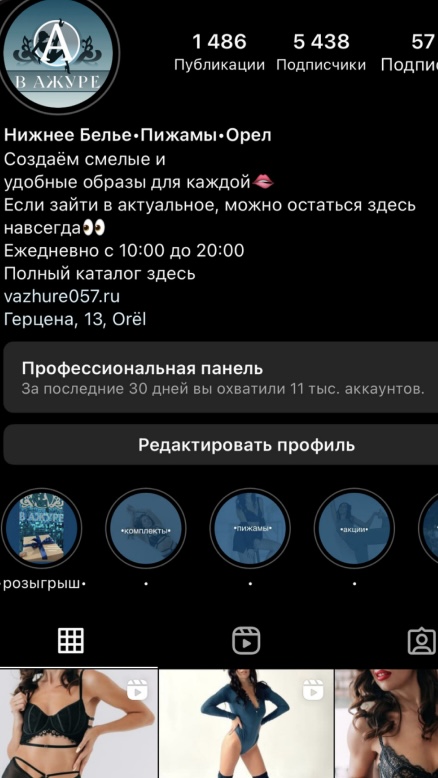 В АЖУРЕ
1 486 5 438 57
Публикации Подписчики
Нижнее Белье•Пижамы•Орел
Создаём смелые и
удобные образы для каждой💋
Если зайти в актуальное, можно остаться здесь
навсегда👀
Ежедневно с 10:00 до 20:00
Полный каталог здесь
vazhure057.ru
Герцена, 13, Orël
Профессиональная панель
За последние 30 дней вы охватили 11 тыс. аккаунтов.
Редактировать профиль
В АЖУРЕ •комплекты• •пижамы• •акции•
розыгрыш• • • •